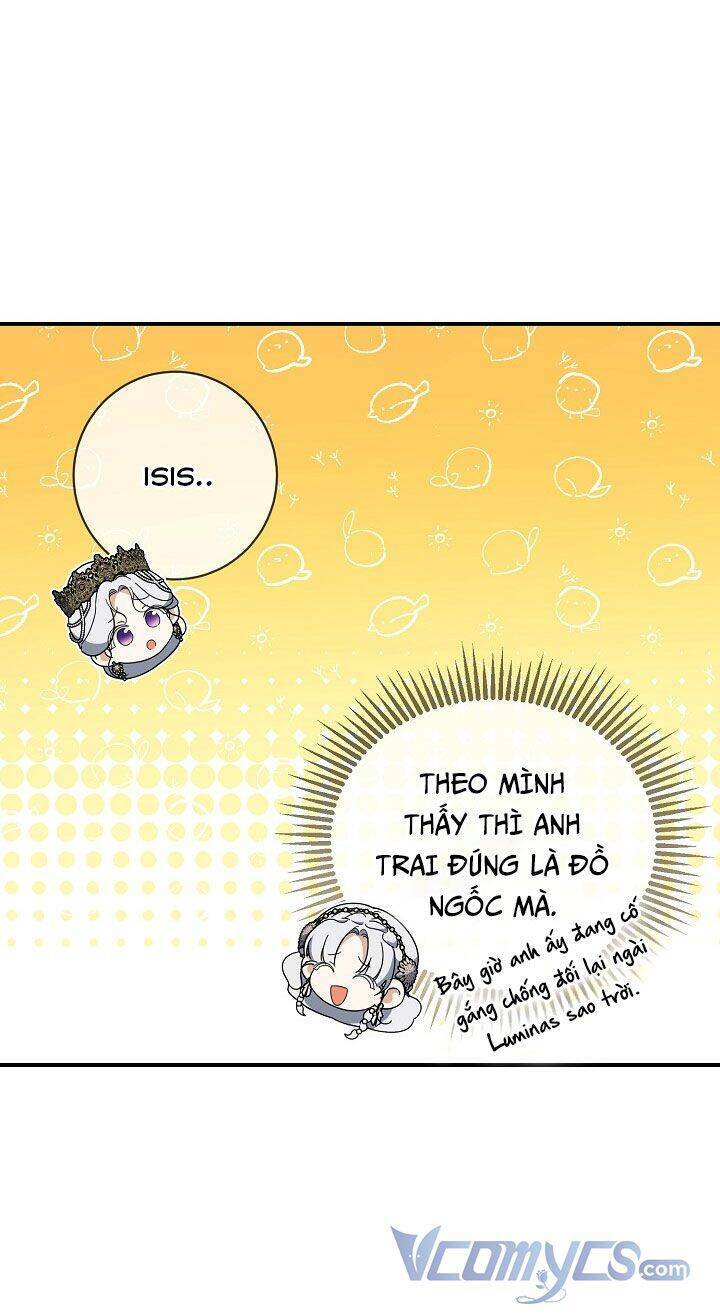 ISIS..
THEO MÌNH
THẤY THÌ ANH
TRAI ĐÚNG LÀ ĐỒ
NGỐC MÀ.
Bây giờ anh ấy đang cố
gắng chống đối lại ngài
Luminas sao trời.
Vcomycs.com